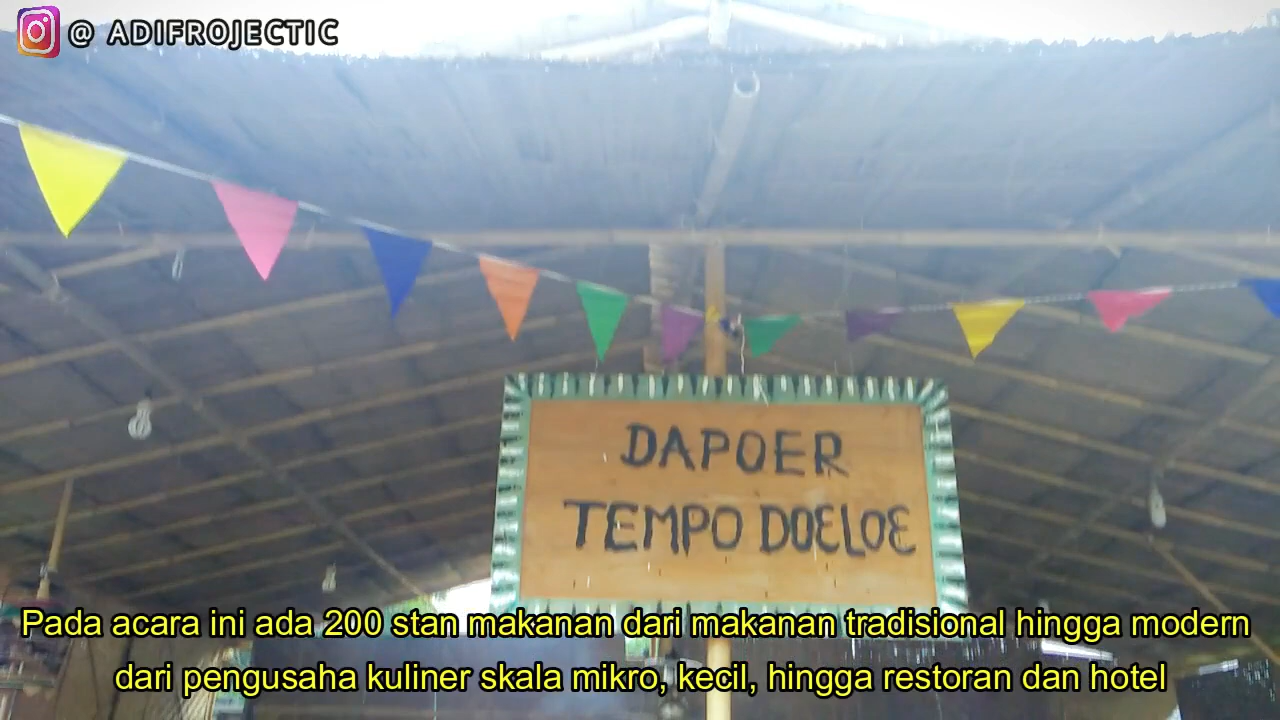 @ ADIFROJECTIC
DAPOER
TEMPO DOELOE
Pada acara ini ada 200 stan makanan dari makanan tradisional hingga modern
dari pengusaha kuliner skala mikro, kecil, hingga restoran dan hotel